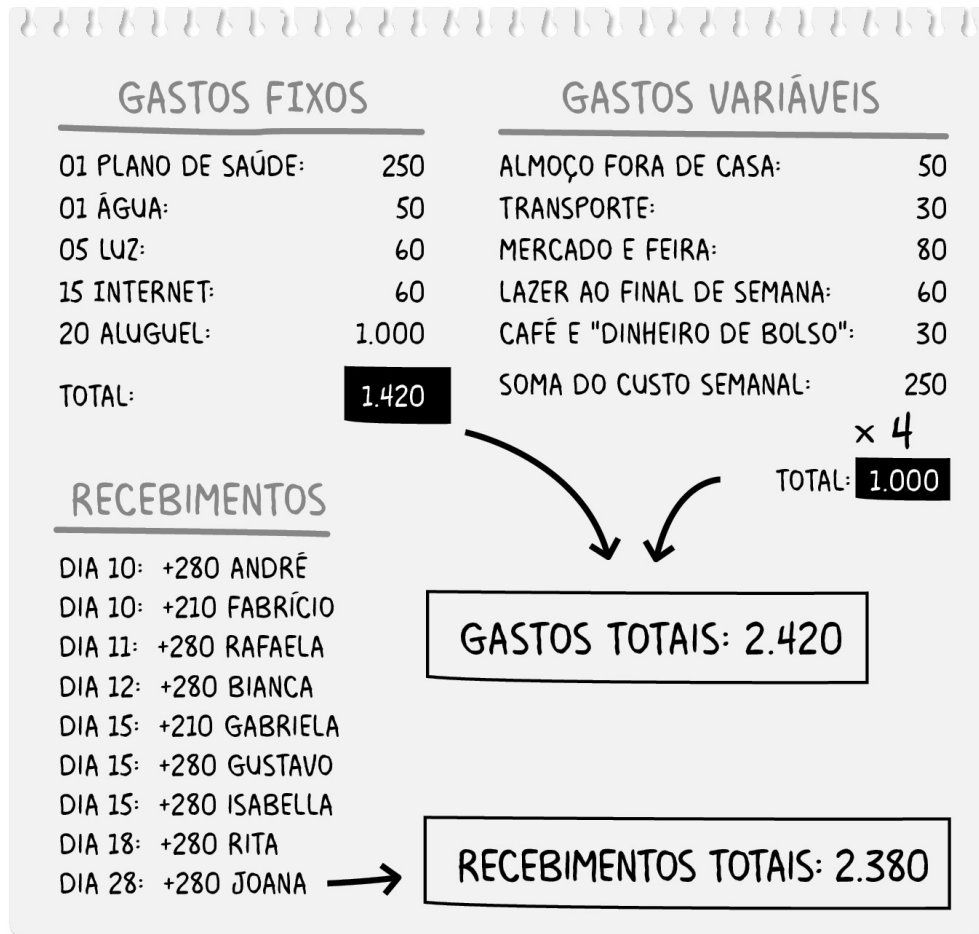 GASTOS FIXOS
01 PLANO DE SAÚDE: 250
01 ÁGUA: 50
05 LUZ: 60
15 INTERNET: 60
20 ALUGUEL: 1.000
TOTAL: 1.420
GASTOS VARIÁVEIS
ALMOÇO FORA DE CASA: 50
TRANSPORTE: 30
MERCADO E FEIRA: 80
LAZER AO FINAL DE SEMANA: 60
CAFÉ E "DINHEIRO DE BOLSO": 30
SOMA DO CUSTO SEMANAL: 250
× 4
TOTAL: 1.000
RECEBIMENTOS
DIA 10: +280 ANDRÉ
DIA 10: +210 FABRÍCIO
DIA 11: +280 RAFAELA
DIA 12: +280 BIANCA
DIA 15: +210 GABRIELA
DIA 15: +280 GUSTAVO
DIA 15: +280 ISABELLA
DIA 18: +280 RITA
DIA 28: +280 JOANA
GASTOS TOTAIS: 2.420
RECEBIMENTOS TOTAIS: 2.380